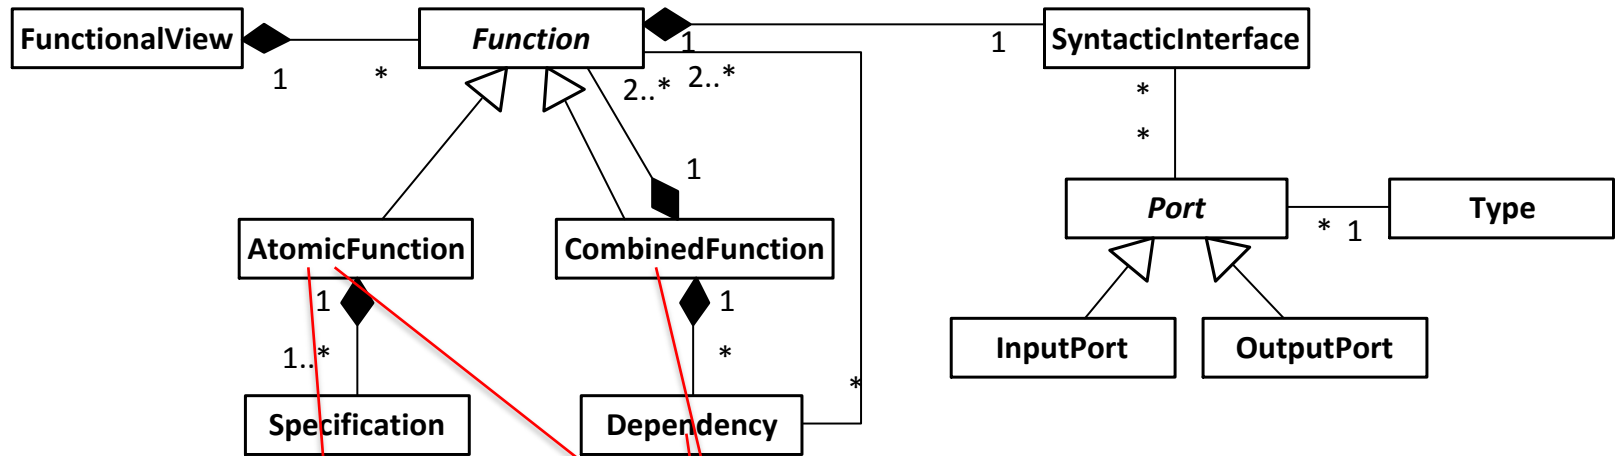 FunctionalView
Function
SyntacticInterface
1
*
1
1
2..*
2..*
*
*
1
Port
Type
* 1
AtomicFunction
CombinedFunction
1
1
1..*
*
*
InputPort
OutputPort
Specification
Dependency